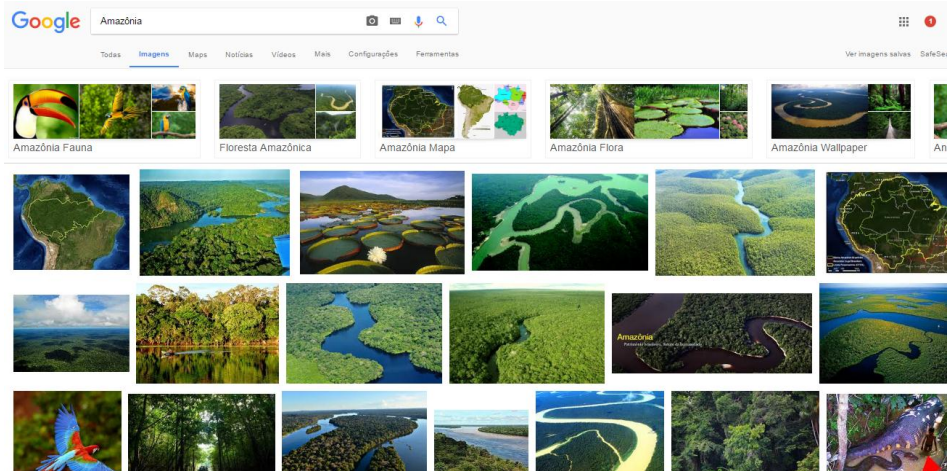 Google Amazônia 1
Todas Imagens Maps Notícias Vídeos Mais Configurações Ferramentas Ver imagens salvas
Amazônia Fauna Floresta Amazônica Amazônia Mapa Amazônia Flora Amazônia Wallpaper
Amazônia